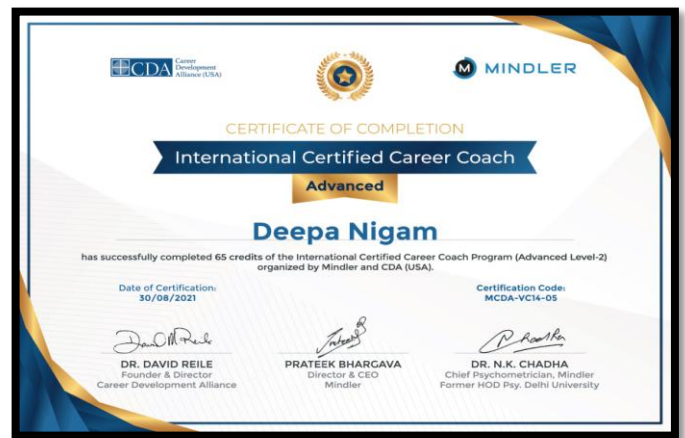 CDA Career Development Alliance (USA)
MINDLER
CERTIFICATE OF COMPLETION
International Certified Career Coach
Advanced
Deepa Nigam
has successfully completed 65 credits of the International Certified Career Coach Program (Advanced Level-2)
organized by Mindler and CDA (USA).
Date of Certification:
30/08/2021
Certification Code:
MCDA-VC14-05
DR. DAVID REILE
Founder & Director
Career Development Alliance
PRATEEK BHARGAVA
Director & CEO
Mindler
DR. N.K. CHADHA
Chief Psychometrician, Mindler
Former HOD Psy. Delhi University